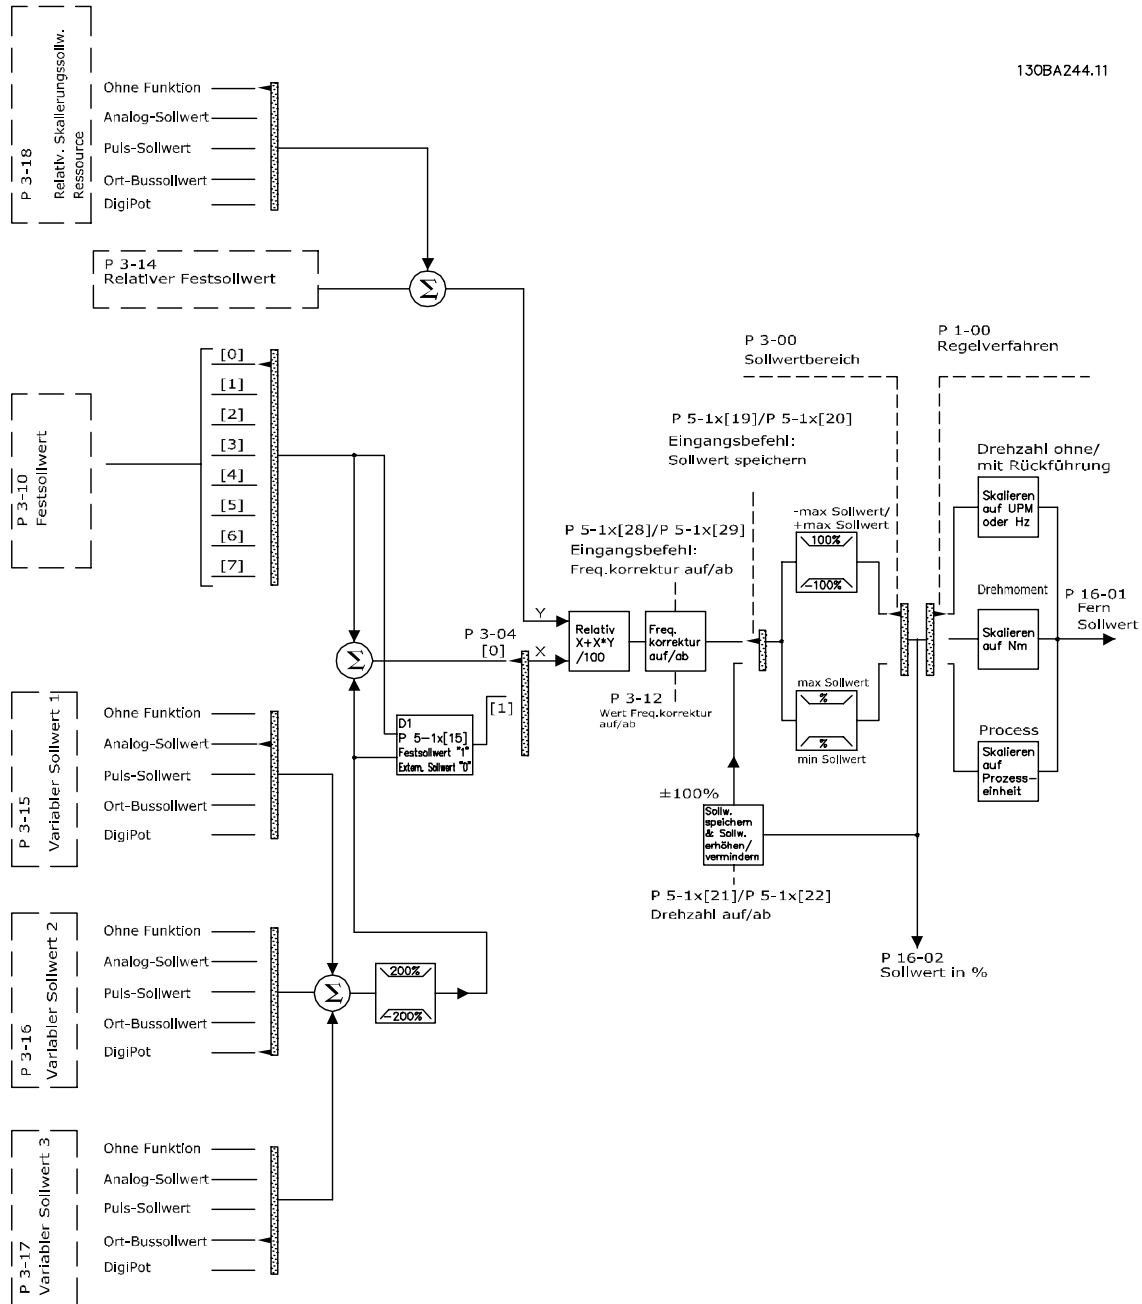 130BA244.11
P 3-18
Relativ. Skalierungssollw.
Ressource
Ohne Funktion
Analog-Sollwert
Puls-Sollwert
Ort-Bussollwert
DigiPot
P 3-14
Relativer Festsollwert
Σ
P 3-10
Festsollwert
[0]
[1]
[2]
[3]
[4]
[5]
[6]
[7]
Σ
P 3-04
[0]
Y
X
[1]
D1
P 5-1x[15]
Festsollwert "1"
Extern. Sollwert "0"
Relativ
X+X*Y
/100
P 5-1x[28]/P 5-1x[29]
Eingangsbefehl:
Freq.korrektur auf/ab
Freq.
korrektur
auf/ab
P 3-12
Wert Freq.korrektur
auf/ab
P 5-1x[19]/P 5-1x[20]
Eingangsbefehl:
Sollwert speichern
P 3-00
Sollwertbereich
-max Sollwert/
+max Sollwert
100%
-100%
max Sollwert
%
%
min Sollwert
P 1-00
Regelverfahren
Drehzahl ohne/
mit Rückführung
Skalieren
auf UPM
oder Hz
Drehmoment
Skalieren
auf Nm
Process
Skalieren
auf
Prozess-
einheit
P 16-01
Fern
Sollwert
±100%
Sollw.
speichern
& Sollw.
erhöhen/
vermindern
P 5-1x[21]/P 5-1x[22]
Drehzahl auf/ab
P 16-02
Sollwert in %
P 3-15
Variabler Sollwert 1
Ohne Funktion
Analog-Sollwert
Puls-Sollwert
Ort-Bussollwert
DigiPot
P 3-16
Variabler Sollwert 2
Ohne Funktion
Analog-Sollwert
Puls-Sollwert
Ort-Bussollwert
DigiPot
Σ
200%
-200%
P 3-17
Variabler Sollwert 3
Ohne Funktion
Analog-Sollwert
Puls-Sollwert
Ort-Bussollwert
DigiPot